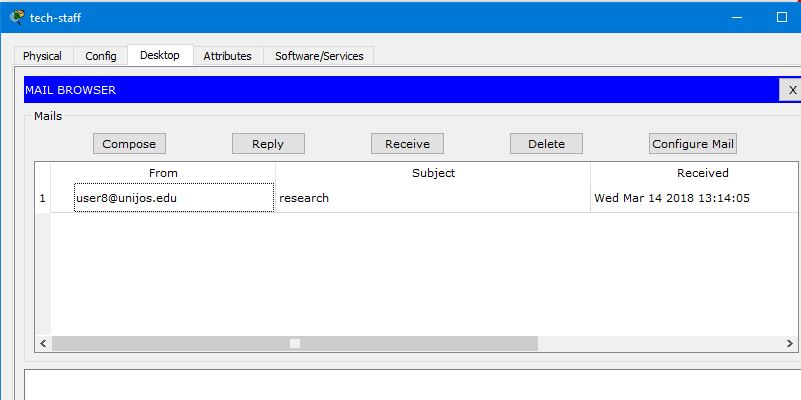 tech-staff
Physical Config Desktop Attributes Software/Services
MAIL BROWSER X
Mails
Compose Reply Receive Delete Configure Mail
From Subject Received
1 user8@unijos.edu research Wed Mar 14 2018 13:14:05